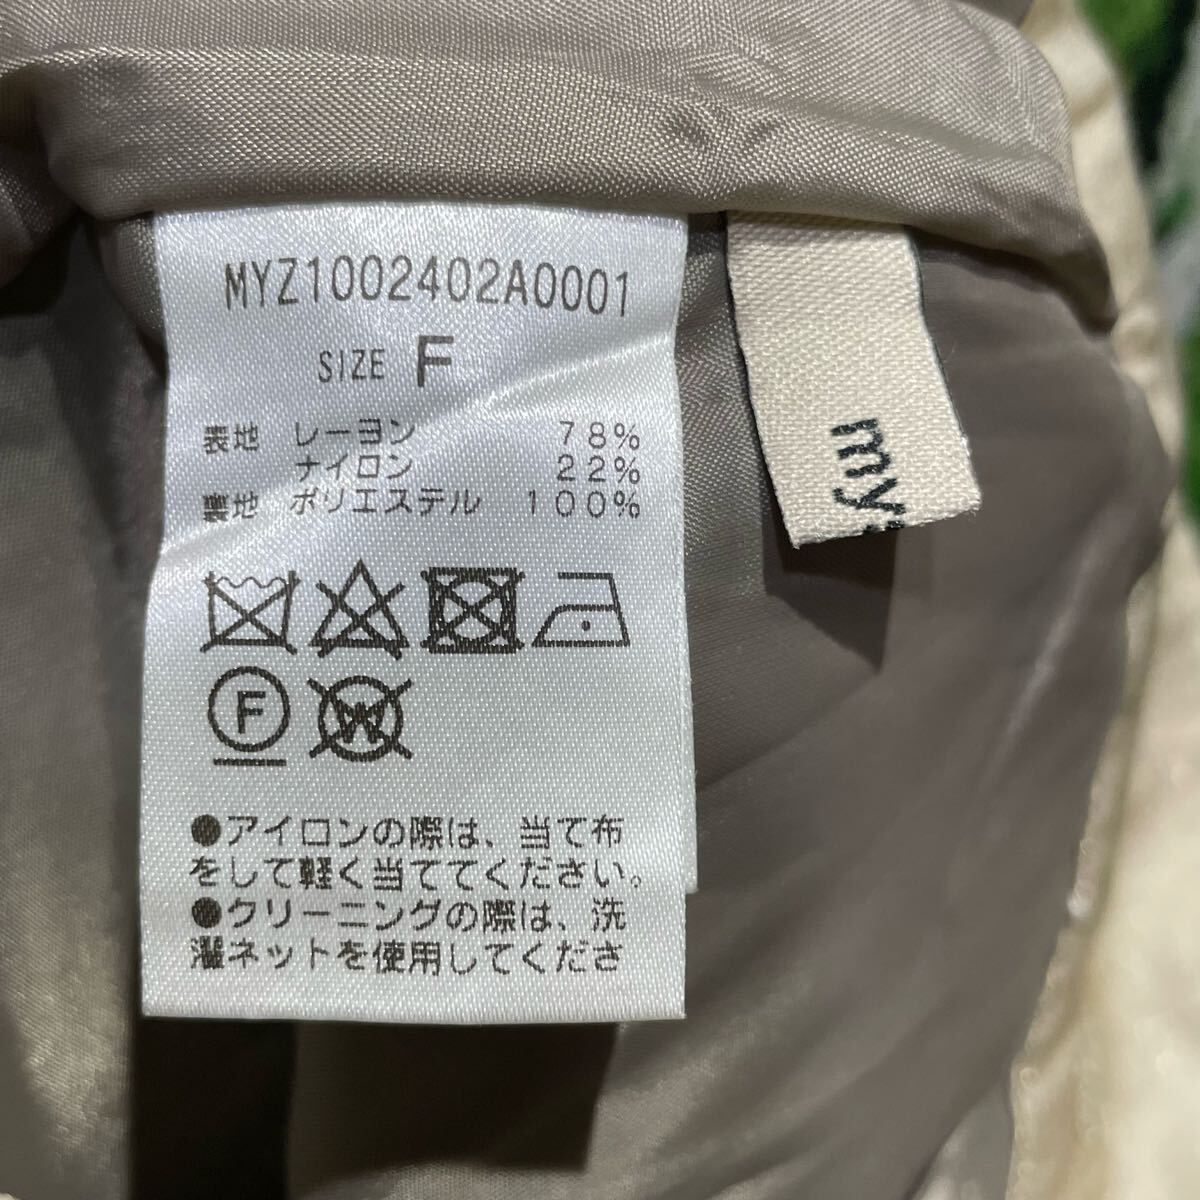 MYZ1002402A0001
SIZE F
表地 レーヨン 78%
ナイロン 22%
裏地 ポリエステル 100%
F
W
●アイロンの際は、当て布
をして軽く当ててください。
●クリーニングの際は、洗
濯ネットを使用してくださ